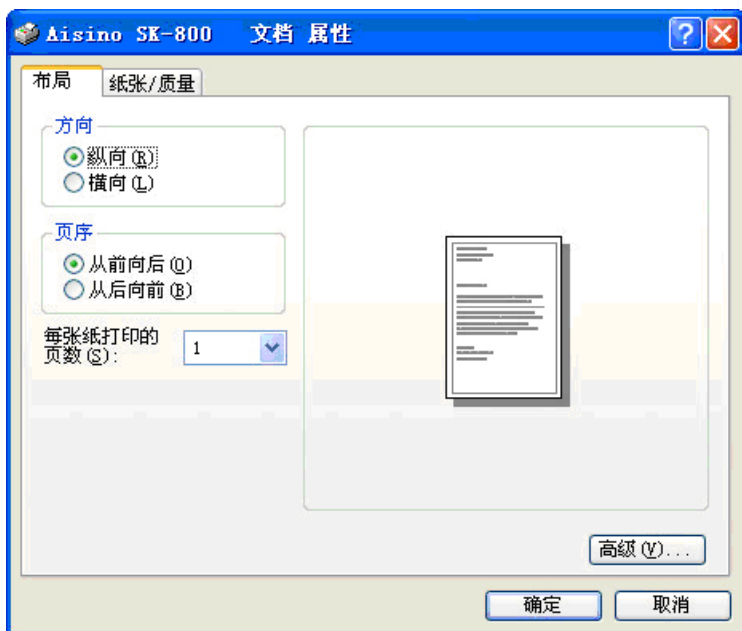 Aisino SK-800 文档 属性
布局
纸张/质量
方向
纵向(R)
横向(L)
页序
从前向后(O)
从后向前(B)
每张纸打印的
页数(S):
1
高级(V)...
确定
取消